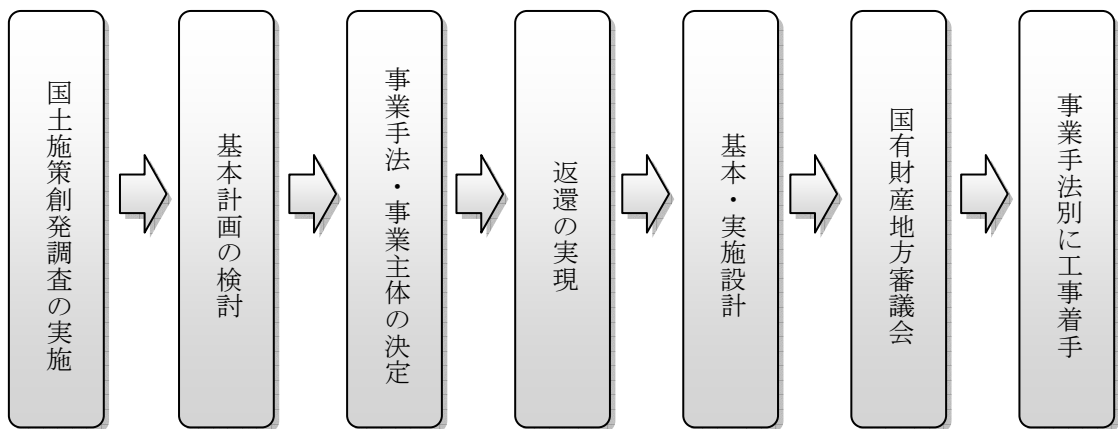 国土施策創発調査の実施
基本計画の検討
事業手法・事業主体の決定
返還の実現
基本・実施設計
国有財産地方審議会
事業手法別に工事着手